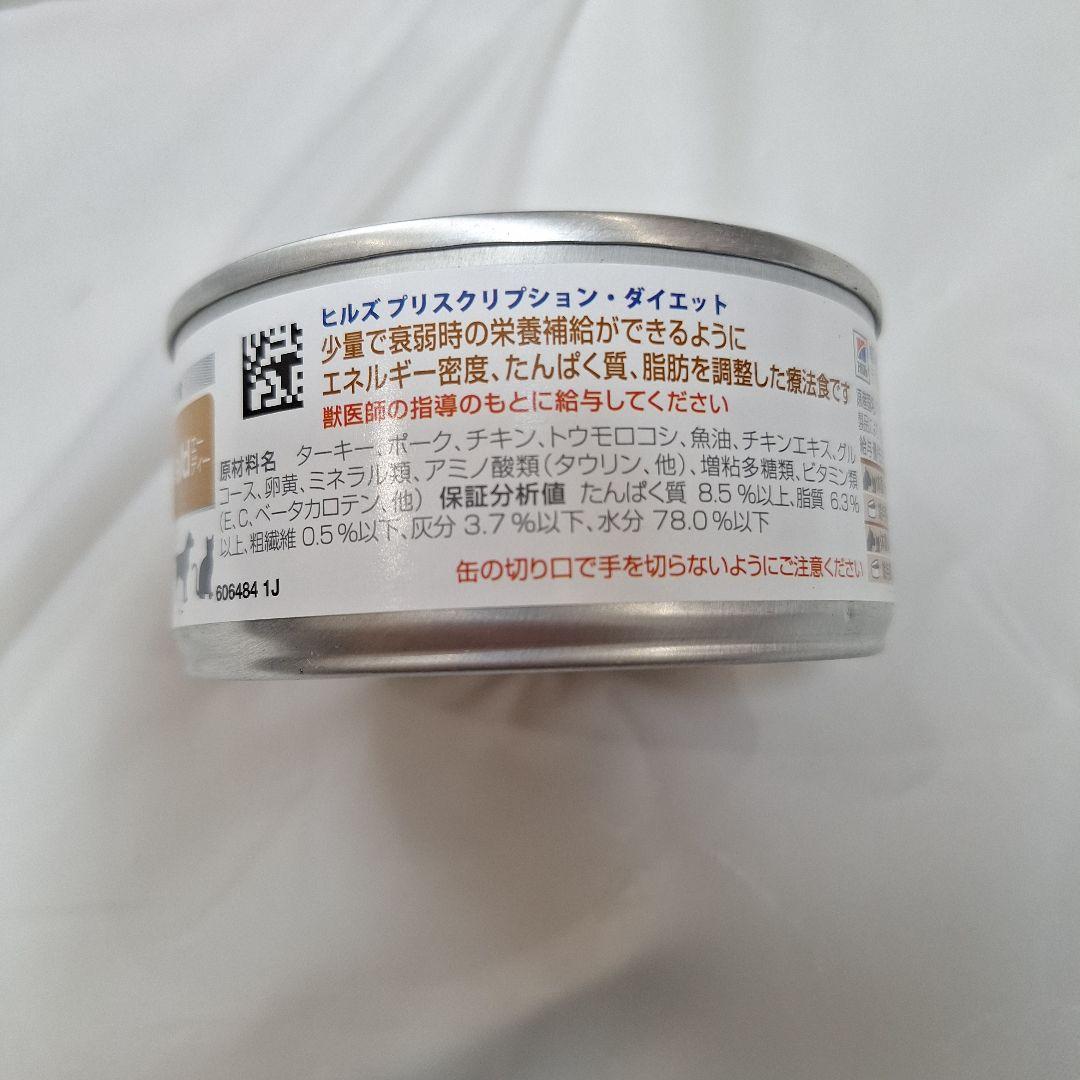 ヒルズ プリスクリプション・ダイエット
少量で衰弱時の栄養補給ができるように
エネルギー密度、たんぱく質、脂肪を調整した療法食です
獣医師の指導のもとに給与してください
原材料名 ターキー、ポーク、チキン、トウモロコシ、魚油、チキンエキス、グル
コース、卵黄、ミネラル類、アミノ酸類（タウリン、他）、増粘多糖類、ビタミン類
（E、C、ベータカロテン、他） 保証分析値 たんぱく質 8.5％以上、脂質 6.3％
以上、粗繊維 0.5％以下、灰分 3.7％以下、水分 78.0％以下
缶の切り口で手を切らないようにご注意ください
606484 1J